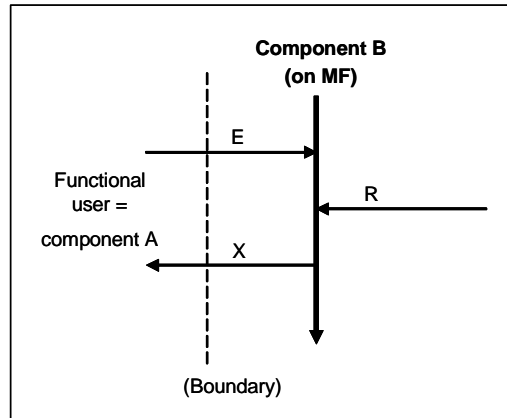 Component B
(on MF)
E
Functional
user =
component A
R
X
(Boundary)